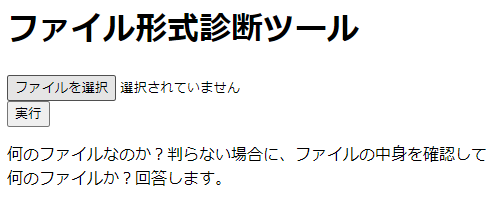 ファイル形式診断ツール
ファイルを選択 選択されていません
実行
何のファイルなのか？判らない場合に、ファイルの中身を確認して
何のファイルか？回答します。